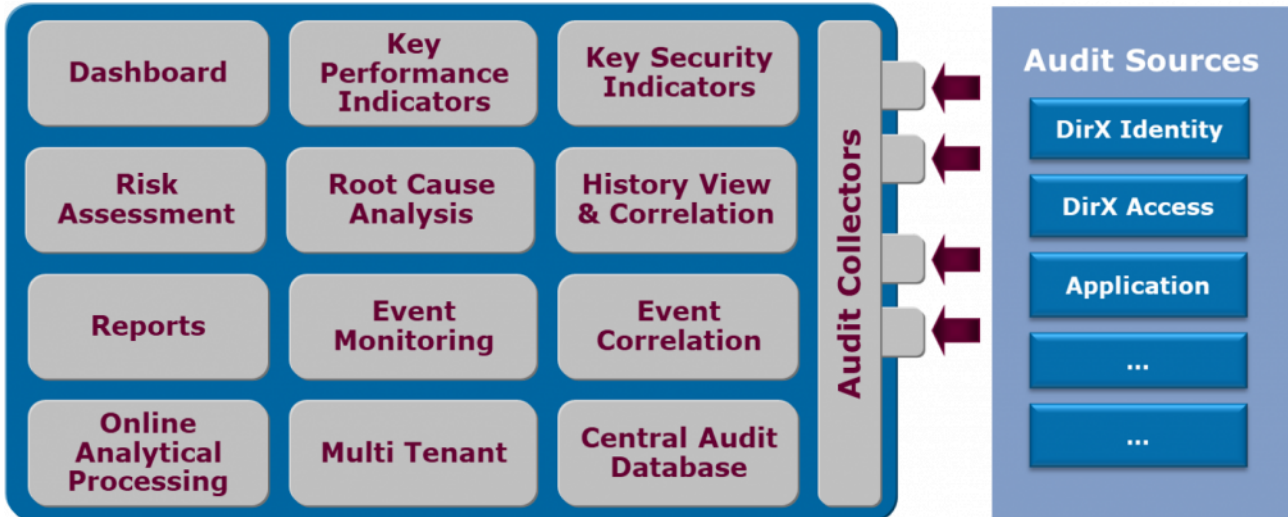 Dashboard
Key
Performance
Indicators
Key Security
Indicators
Risk
Assessment
Root Cause
Analysis
History View
& Correlation
Reports
Event
Monitoring
Event
Correlation
Online
Analytical
Processing
Multi Tenant
Central Audit
Database
Audit Collectors
Audit Sources
DirX Identity
DirX Access
Application
...
...